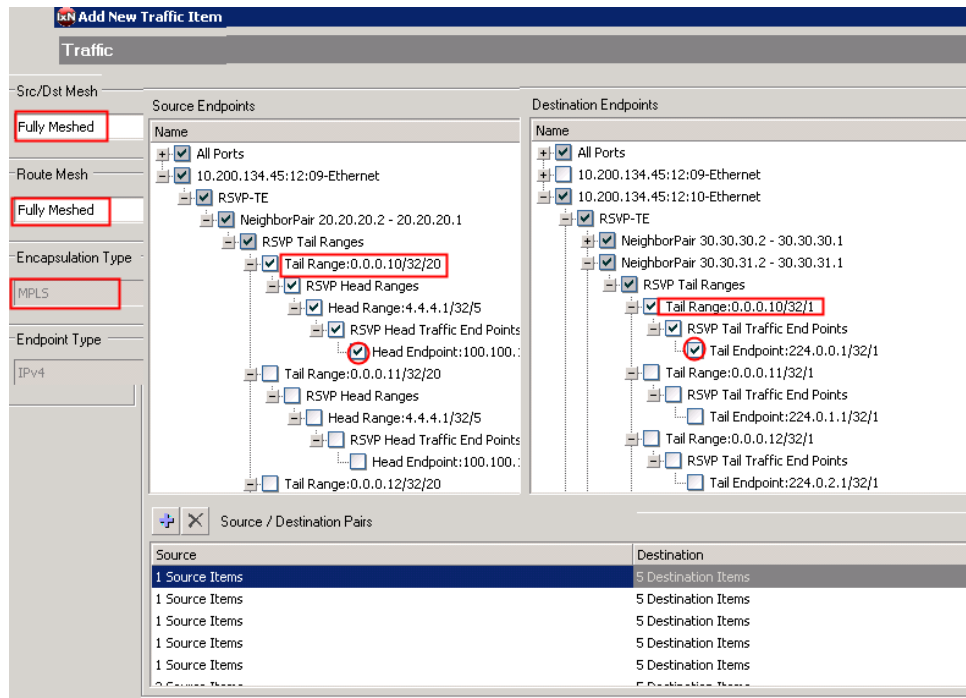 IxN Add New Traffic Item
Traffic
Src/Dst Mesh
Fully Meshed
Route Mesh
Fully Meshed
Encapsulation Type
MPLS
Endpoint Type
IPv4
Source Endpoints
Name
All Ports
10.200.134.45:12:09-Ethernet
RSVP-TE
NeighborPair 20.20.20.2 - 20.20.20.1
RSVP Tail Ranges
Tail Range:0.0.0.10/32/20
RSVP Head Ranges
Head Range:4.4.4.1/32/5
RSVP Head Traffic End Points
Head Endpoint:100.100.
Tail Range:0.0.0.11/32/20
RSVP Head Ranges
Head Range:4.4.4.1/32/5
RSVP Head Traffic End Points
Head Endpoint:100.100.
Tail Range:0.0.0.12/32/20
Destination Endpoints
Name
All Ports
10.200.134.45:12:09-Ethernet
10.200.134.45:12:10-Ethernet
RSVP-TE
NeighborPair 30.30.30.2 - 30.30.30.1
NeighborPair 30.30.31.2 - 30.30.31.1
RSVP Tail Ranges
Tail Range:0.0.0.10/32/1
RSVP Tail Traffic End Points
Tail Endpoint:224.0.0.1/32/1
Tail Range:0.0.0.11/32/1
RSVP Tail Traffic End Points
Tail Endpoint:224.0.1.1/32/1
Tail Range:0.0.0.12/32/1
RSVP Tail Traffic End Points
Tail Endpoint:224.0.2.1/32/1
Source / Destination Pairs
Source Destination
1 Source Items 5 Destination Items
1 Source Items 5 Destination Items
1 Source Items 5 Destination Items
1 Source Items 5 Destination Items
1 Source Items 5 Destination Items